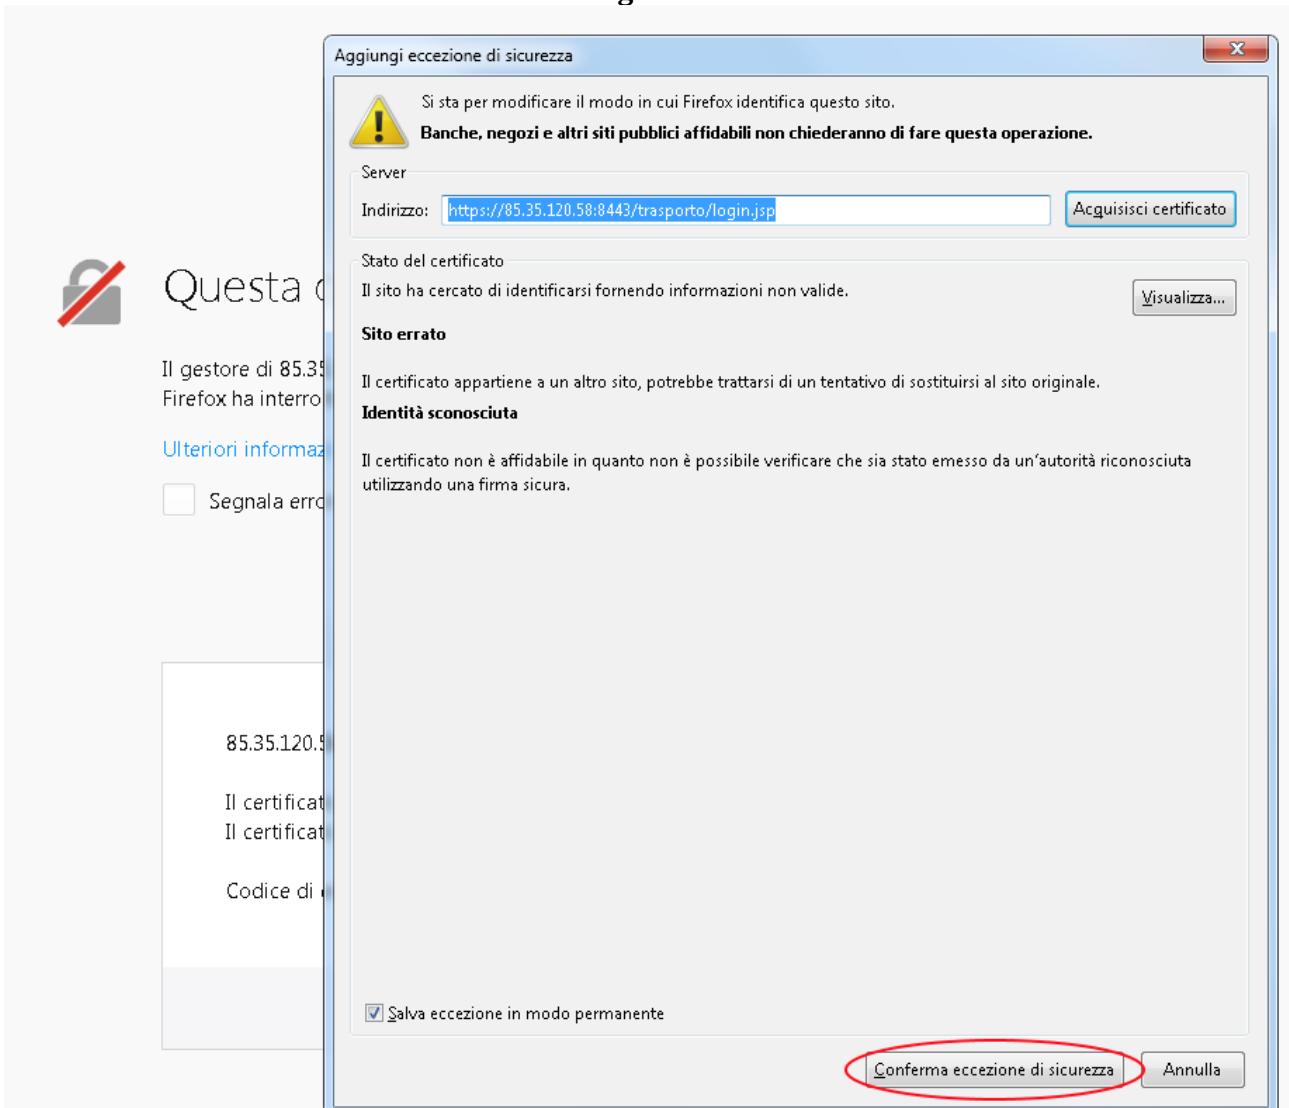 Aggiungi eccezione di sicurezza
Si sta per modificare il modo in cui Firefox identifica questo sito.
Banche, negozi e altri siti pubblici affidabili non chiederanno di fare questa operazione.
Server
Indirizzo: https://85.35.120.58:8443/trasporto/login.jsp Acquisisci certificato
Stato del certificato
Il sito ha cercato di identificarsi fornendo informazioni non valide.
Visualizza...
Sito errato
Il certificato appartiene a un altro sito, potrebbe trattarsi di un tentativo di sostituirsi al sito originale.
Identità sconosciuta
Il certificato non è affidabile in quanto non è possibile verificare che sia stato emesso da un'autorità riconosciuta
utilizzando una firma sicura.
Salva eccezione in modo permanente
Conferma eccezione di sicurezza Annulla
Questa
Il gestore di
Firefox ha
Ulteriori
Segnala
85.35.120.
Il
Il
Codice di